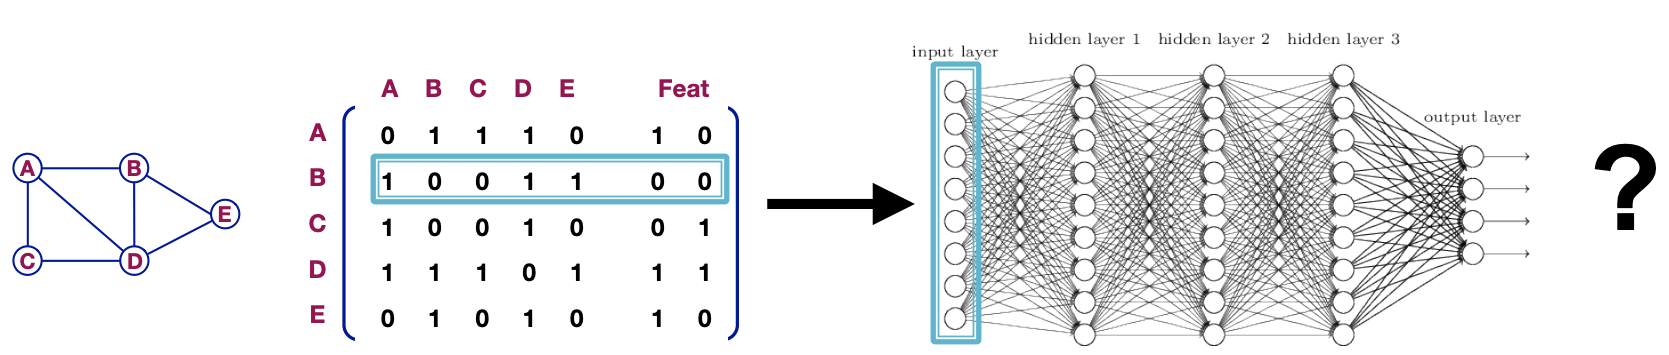 A B
E
C D
A B C D E Feat
A 0 1 1 1 0 1 0
B 1 0 0 1 1 0 0
C 1 0 0 1 0 0 1
D 1 1 1 0 1 1 1
E 0 1 0 1 0 1 0
input layer
hidden layer 1 hidden layer 2 hidden layer 3
output layer
?